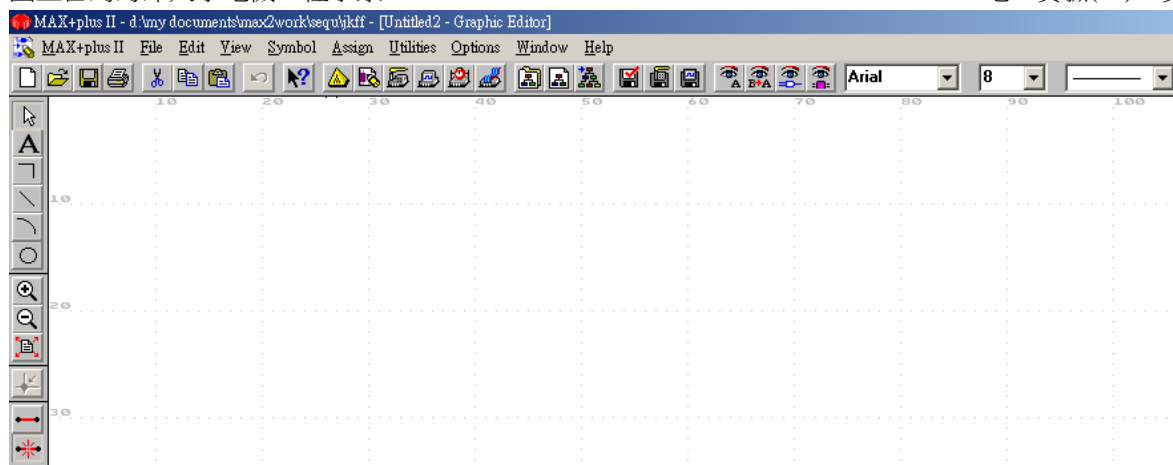 MAX+plus II - d:\my documents\max2work\sequ\jkff - [Untitled2 - Graphic Editor]
MAX+plus II File Edit View Symbol Assign Utilities Options Window Help
Arial 8
10 20 30 40 50 60 70 80 90 100
A
10
20
30